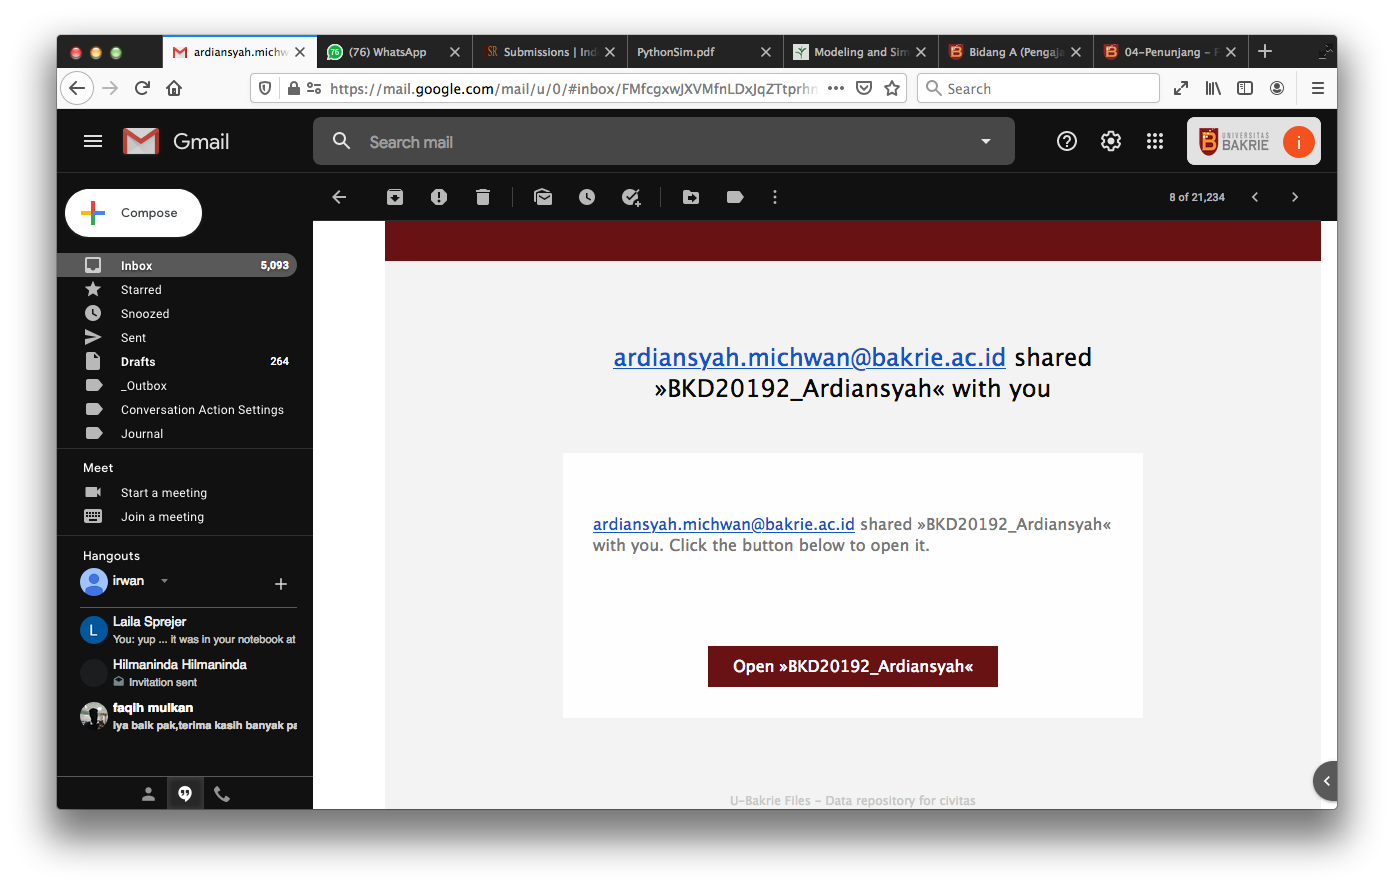 ardiansyah.michw
(76) WhatsApp
Submissions | Ind
PythonSim.pdf
Modeling and Sim
Bidang A (Pengaja
04-Penunjang - F
https://mail.google.com/mail/u/0/#inbox/FMfcgxwJXVMfnLDxJqZTtprhn
Search
Gmail
Search mail
UNIVERSITAS
BAKRIE
i
Compose
8 of 21,234
Inbox 5,093
Starred
Snoozed
Sent
Drafts 264
_Outbox
Conversation Action Settings
Journal
Meet
Start a meeting
Join a meeting
Hangouts
irwan
L
Laila Sprejer
You: yup ... it was in your notebook at
Hilmaninda Hilmaninda
Invitation sent
faqih mulkan
Iya baik pak,terima kasih banyak pa
ardiansyah.michwan@bakrie.ac.id shared
»BKD20192_Ardiansyah« with you
ardiansyah.michwan@bakrie.ac.id shared »BKD20192_Ardiansyah«
with you. Click the button below to open it.
Open »BKD20192_Ardiansyah«
U-Bakrie Files - Data repository for civitas